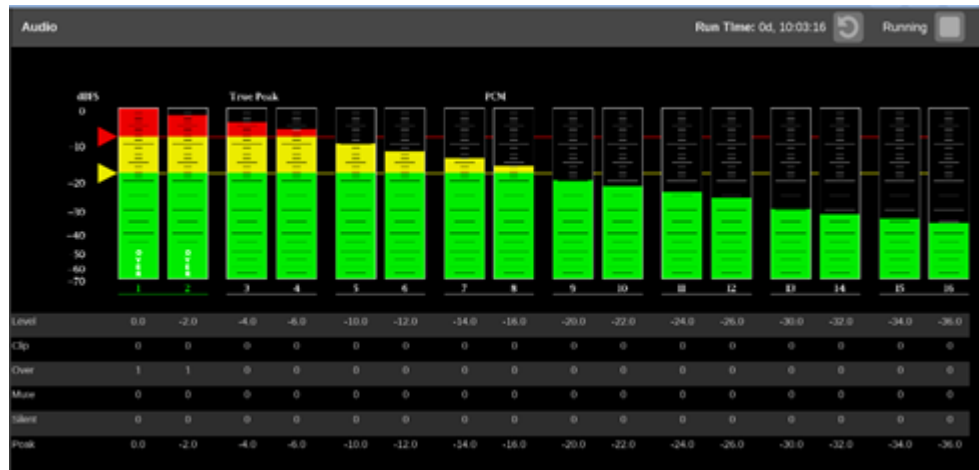 Audio Run Time: 0d, 10:03:16 Running
dBFS True Peak PCM
0
-10
-20
-30
-40
50
-60
-70
1 2 3 4 5 6 7 8 9 10 11 12 13 14 15 16
Level 0.0 -2.0 -4.0 -6.0 -10.0 -12.0 -14.0 -16.0 -20.0 -22.0 -24.0 -26.0 -30.0 -32.0 -34.0 -36.0
Clip 0 0 0 0 0 0 0 0 0 0 0 0 0 0 0 0
Over 1 1 0 0 0 0 0 0 0 0 0 0 0 0 0 0
Mute 0 0 0 0 0 0 0 0 0 0 0 0 0 0 0 0
Silent 0 0 0 0 0 0 0 0 0 0 0 0 0 0 0 0
Peak 0.0 -2.0 -4.0 -6.0 -10.0 -12.0 -14.0 -16.0 -20.0 -22.0 -24.0 -26.0 -30.0 -32.0 -34.0 -36.0